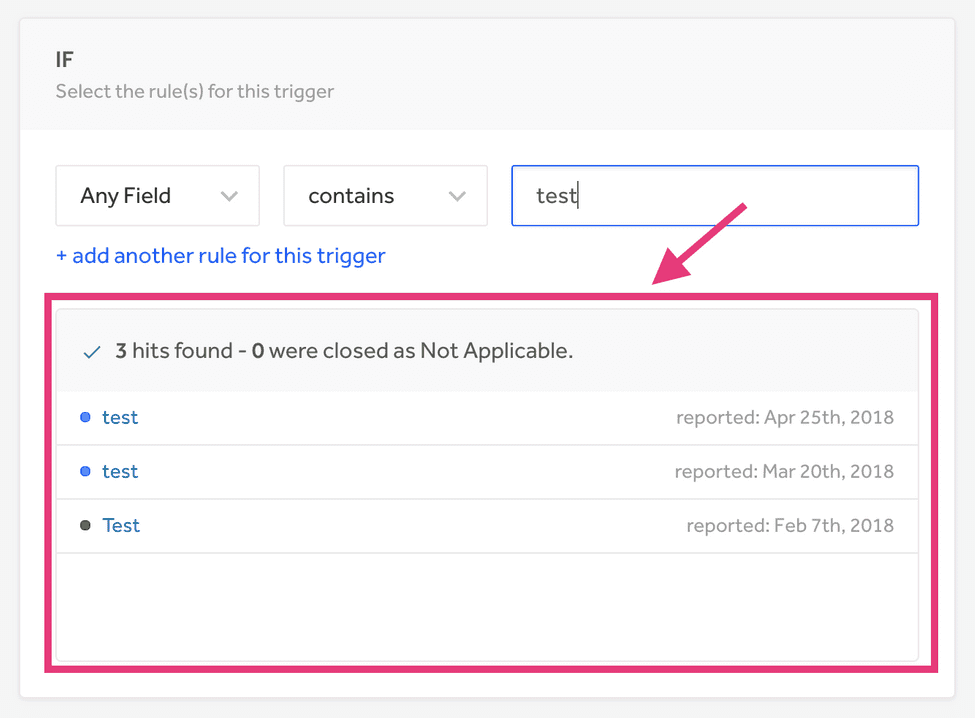 IF
Select the rule(s) for this trigger
Any Field contains test
+ add another rule for this trigger
3 hits found - 0 were closed as Not Applicable.
test reported: Apr 25th, 2018
test reported: Mar 20th, 2018
Test reported: Feb 7th, 2018